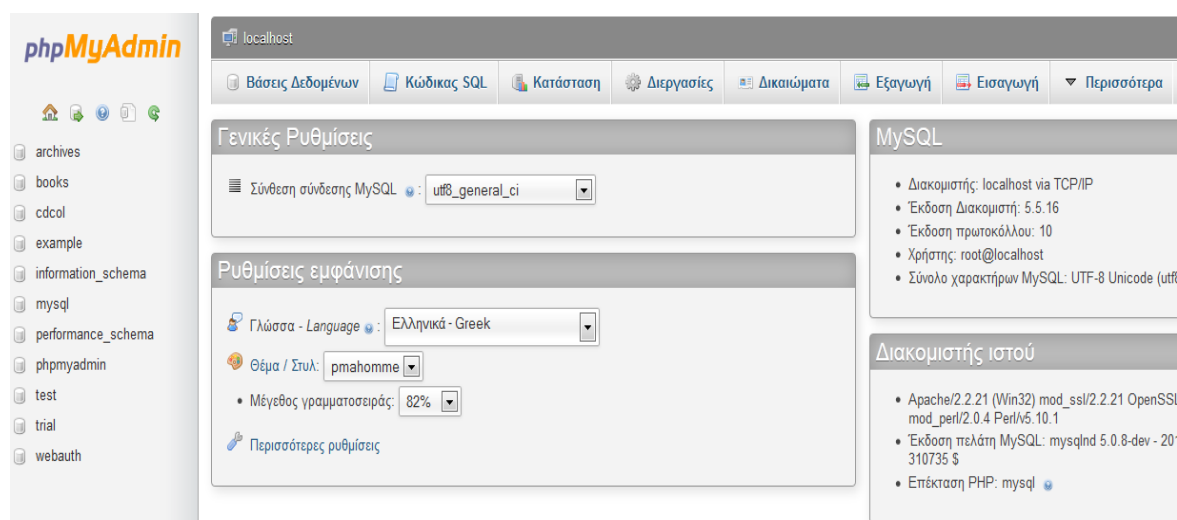 phpMyAdmin
archives
books
cdcol
example
information_schema
mysql
performance_schema
phpmyadmin
test
trial
webauth
localhost
Βάσεις Δεδομένων Κώδικας SQL Κατάσταση Διεργασίες Δικαιώματα Εξαγωγή Εισαγωγή Περισσότερα
Γενικές Ρυθμίσεις
Σύνθεση σύνδεσης MySQL : utf8_general_ci
Ρυθμίσεις εμφάνισης
Γλώσσα - Language : Ελληνικά - Greek
Θέμα / Στυλ: pmahomme
• Μέγεθος γραμματοσειράς: 82%
Περισσότερες ρυθμίσεις
MySQL
• Διακομιστής: localhost via TCP/IP
• Έκδοση Διακομιστή: 5.5.16
• Έκδοση πρωτοκόλλου: 10
• Χρήστης: root@localhost
• Σύνολο χαρακτήρων MySQL: UTF-8 Unicode (utf8
Διακομιστής ιστού
• Apache/2.2.21 (Win32) mod_ssl/2.2.21 OpenSSL
mod_perl/2.0.4 Perl/v5.10.1
• Έκδοση πελάτη MySQL: mysqlnd 5.0.8-dev - 201
310735 $
• Επέκταση PHP: mysql